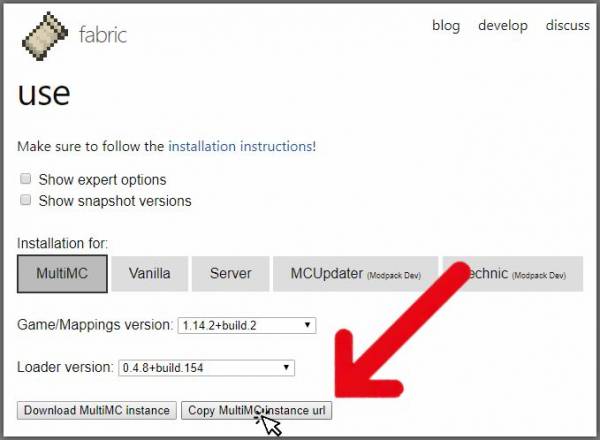 fabric
blog develop discuss
use
Make sure to follow the installation instructions!
Show expert options
Show snapshot versions
Installation for:
MultiMC Vanilla Server MCUpdater (Modpack Dev) echnic (Modpack Dev)
Game/Mappings version: 1.14.2+build.2
Loader version: 0.4.8+build.154
Download MultiMC instance Copy MultiMC instance url